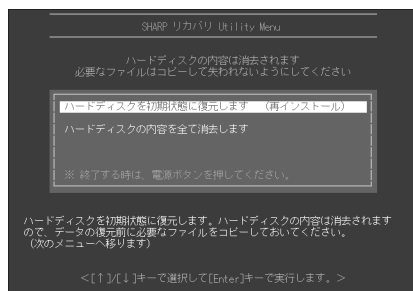 SHARP リカバリ Utility Menu
ハードディスクの内容は消去されます
必要なファイルはコピーして失われないようにしてください
ハードディスクを初期状態に復元します （再インストール）
ハードディスクの内容を全て消去します
※ 終了する時は、電源ボタンを押してください。
ハードディスクを初期状態に復元します。ハードディスクの内容は消去されます
ので、データの復元前に必要なファイルをコピーしておいてください。
（次のメニューへ移ります）
<[↑]/[↓]キーで選択して[Enter]キーで実行します。>